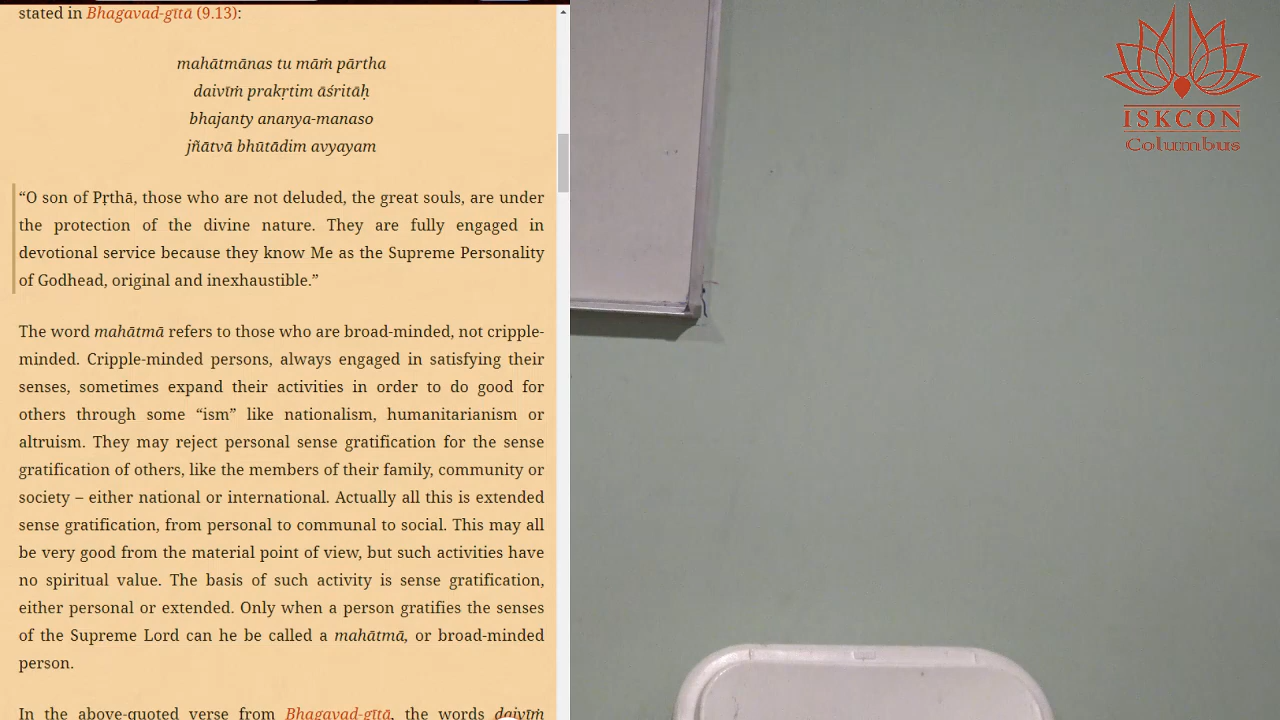 stated in Bhagavad-gītā (9.13):
mahātmānas tu māṁ pārtha
daivīṁ prakṛtim āśritāḥ
bhajanty ananya-manaso
jñātvā bhūtādim avyayam
“O son of Pṛthā, those who are not deluded, the great souls, are under
the protection of the divine nature. They are fully engaged in
devotional service because they know Me as the Supreme Personality
of Godhead, original and inexhaustible.”
The word mahātmā refers to those who are broad-minded, not cripple-
minded. Cripple-minded persons, always engaged in satisfying their
senses, sometimes expand their activities in order to do good for
others through some “ism” like nationalism, humanitarianism or
altruism. They may reject personal sense gratification for the sense
gratification of others, like the members of their family, community or
society – either national or international. Actually all this is extended
sense gratification, from personal to communal to social. This may all
be very good from the material point of view, but such activities have
no spiritual value. The basis of such activity is sense gratification,
either personal or extended. Only when a person gratifies the senses
of the Supreme Lord can he be called a mahātmā, or broad-minded
person.
In the above-quoted verse from Bhagavad-gītā, the words daivīṁ
ISKCON
Columbus